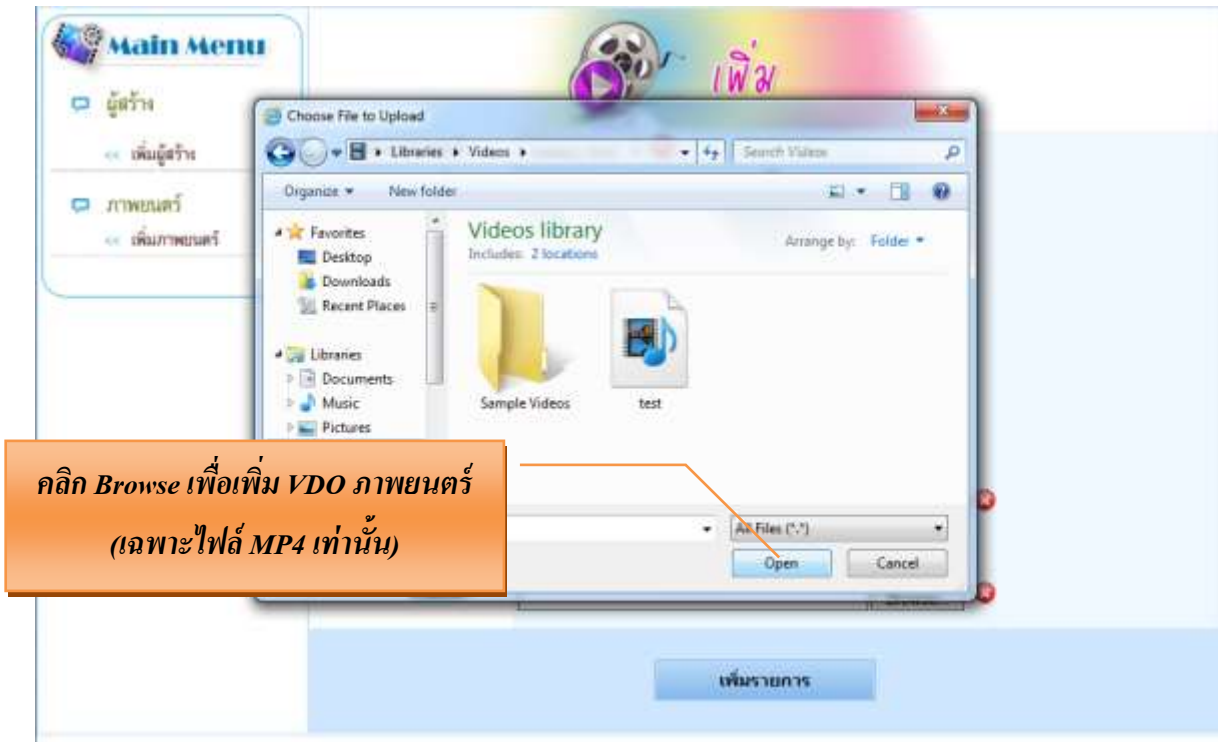 Main Menu
ผู้สร้าง
<< เพิ่มผู้สร้าง
ภาพยนตร์
<< เพิ่มภาพยนตร์
เพิ่ม
Choose File to Upload
Libraries
Videos
Search Videos
Organize
New folder
Favorites
Desktop
Downloads
Recent Places
Libraries
Documents
Music
Pictures
Videos library
Includes: 2 locations
Arrange by: Folder
Sample Videos
test
คลิก Browse เพื่อเพิ่ม VDO ภาพยนตร์
(เฉพาะไฟล์ MP4 เท่านั้น)
All Files (*.*)
Open
Cancel
Browse...
เพิ่มรายการ